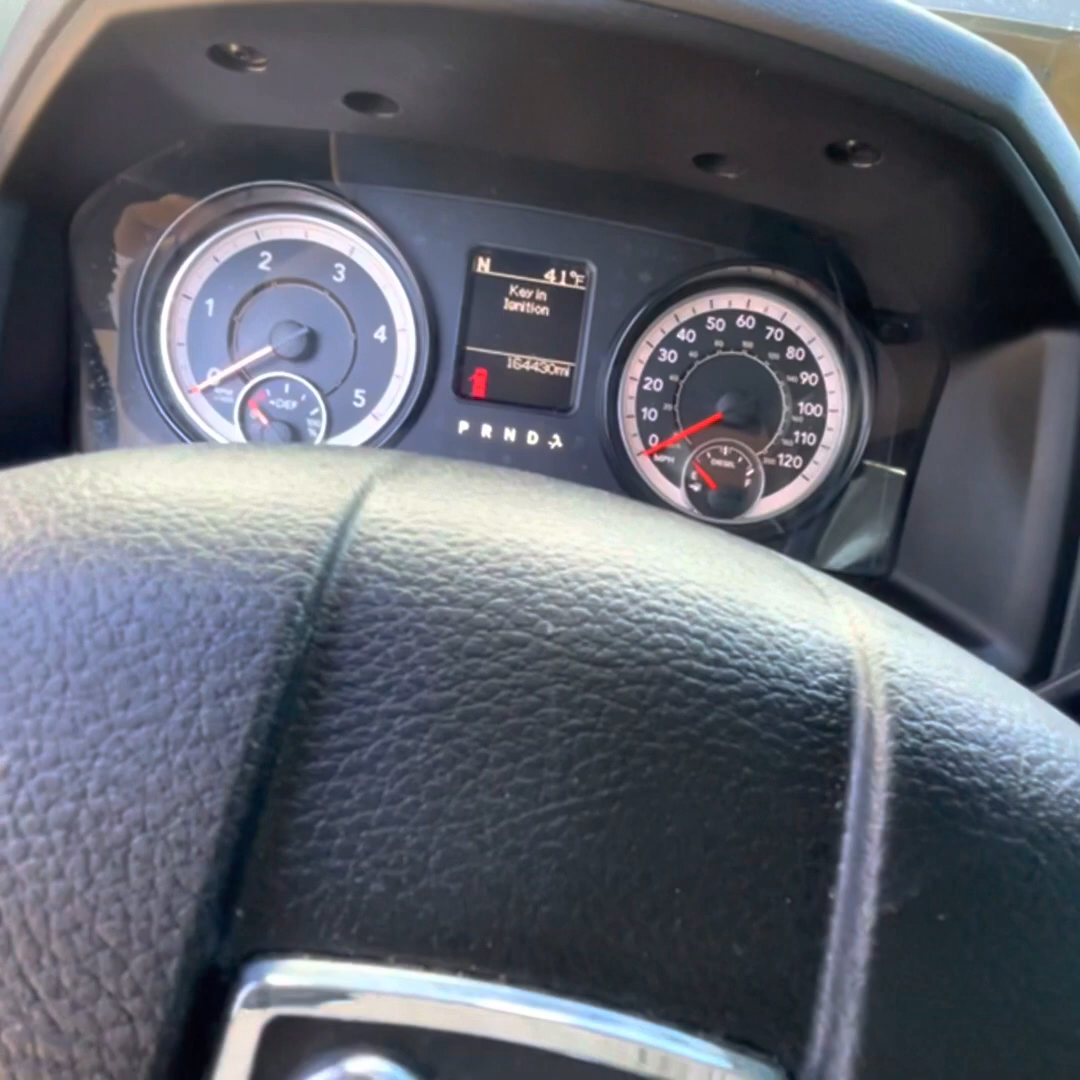 N 41°F
Key in
Ignition
164430mi
P R N D
0 1 2 3 4 5
RPM
DEF
0 10 20 30 40 50 60 70 80 90 100 110 120
MPH
DIESEL
E F